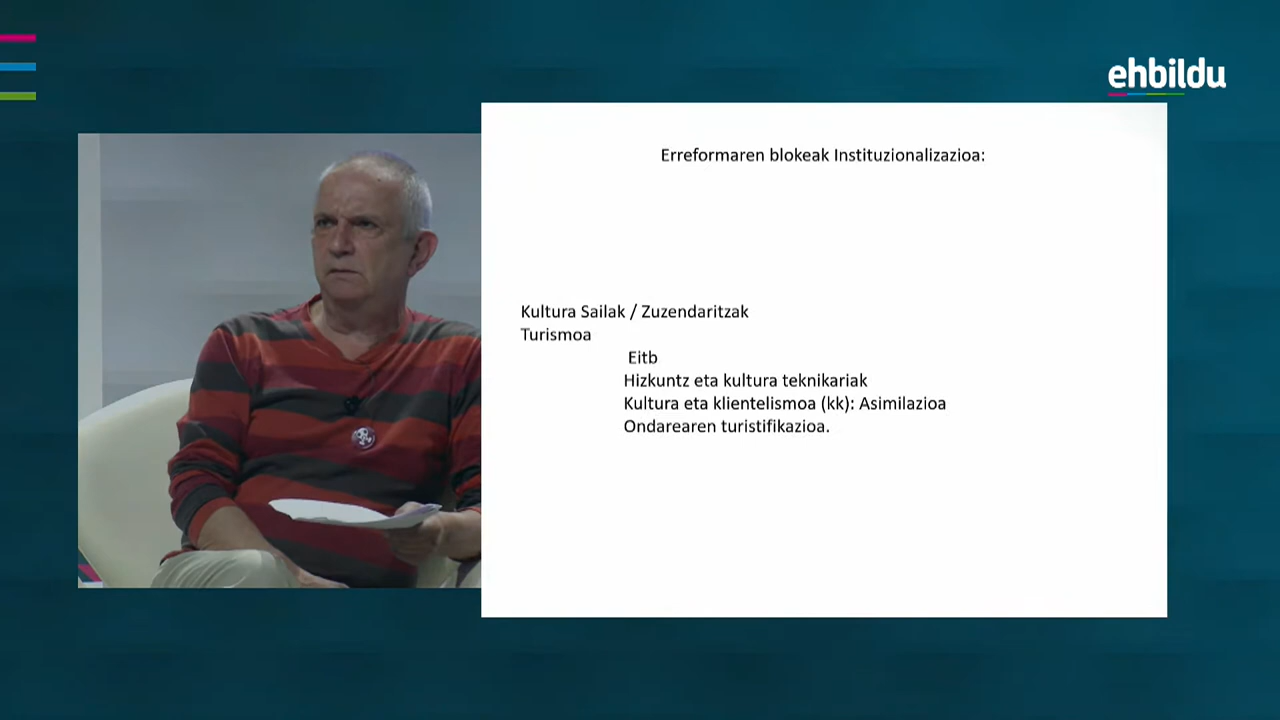 ehbildu
Erreformaren blokeak Instituzionalizazioa:
Kultura Sailak / Zuzendaritzak
Turismoa
Eitb
Hizkuntz eta kultura teknikariak
Kultura eta klientelismoa (kk): Asimilazioa
Ondarearen turistifikazioa.